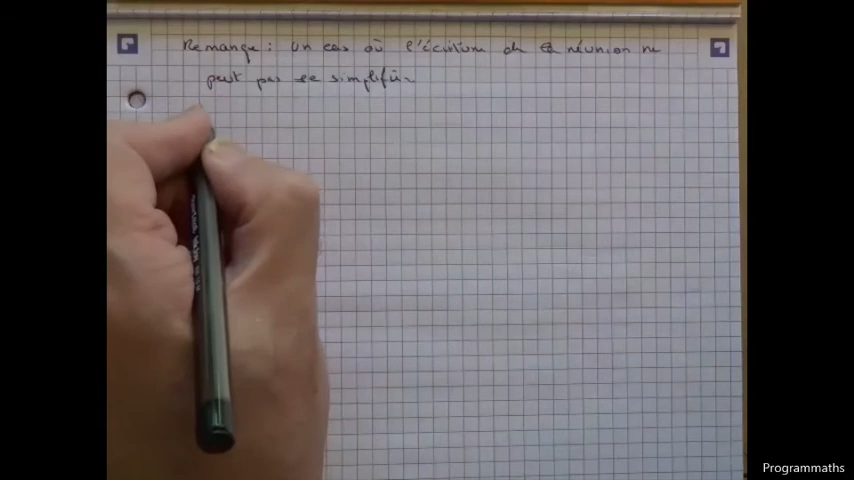 Remarque : Un cas où l'écriture de la réunion ne
peut pas se simplifier
Programmaths